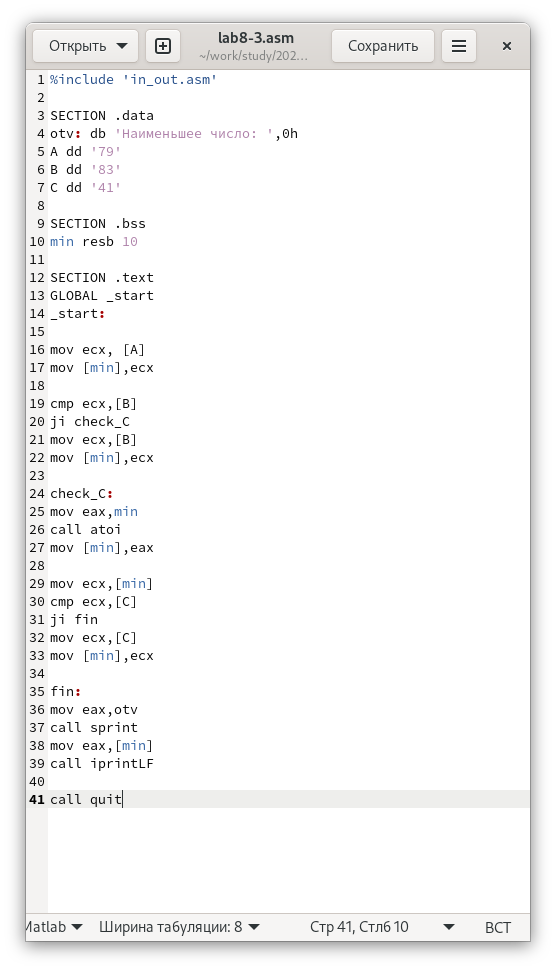 Открыть
lab8-3.asm
~/work/study/202…
Сохранить
1 %include 'in_out.asm'
2
3 SECTION .data
4 otv: db 'Наименьшее число: ',0h
5 A dd '79'
6 B dd '83'
7 C dd '41'
8
9 SECTION .bss
10 min resb 10
11
12 SECTION .text
13 GLOBAL _start
14 _start:
15
16 mov ecx, [A]
17 mov [min],ecx
18
19 cmp ecx,[B]
20 ji check_C
21 mov ecx,[B]
22 mov [min],ecx
23
24 check_C:
25 mov eax,min
26 call atoi
27 mov [min],eax
28
29 mov ecx,[min]
30 cmp ecx,[C]
31 ji fin
32 mov ecx,[C]
33 mov [min],ecx
34
35 fin:
36 mov eax,otv
37 call sprint
38 mov eax,[min]
39 call iprintLF
40
41 call quit
Matlab
Ширина табуляции: 8
Стр 41, Стлб 10
ВСТ